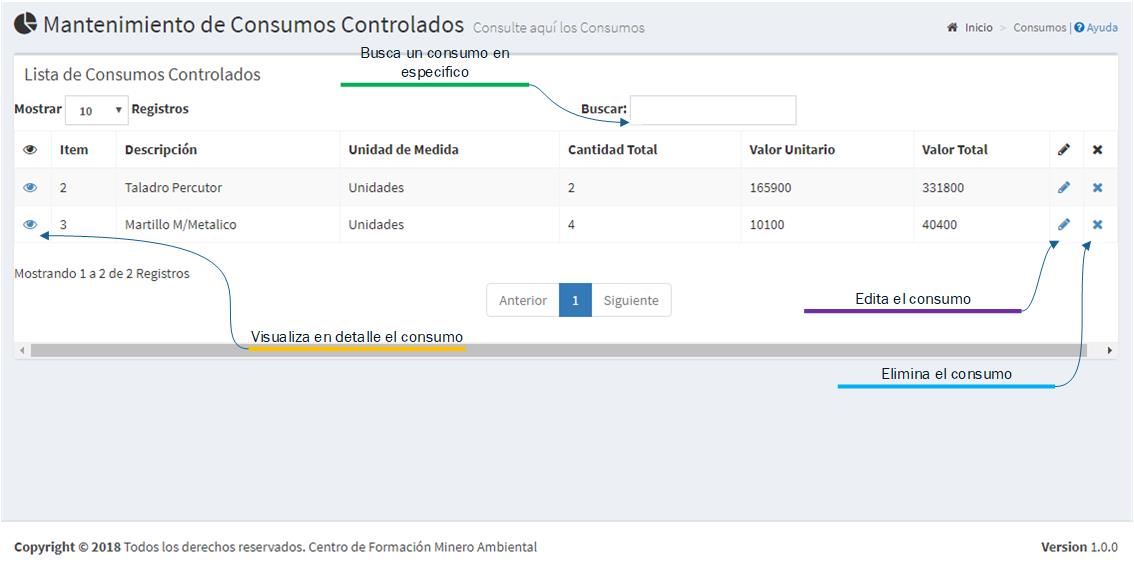 Mantenimiento de Consumos Controlados Consulte aquí los Consumos
Inicio > Consumos | Ayuda
Busca un consumo en
especifico
Lista de Consumos Controlados
Mostrar 10 Registros
Buscar:
Item Descripción Unidad de Medida Cantidad Total Valor Unitario Valor Total
2 Taladro Percutor Unidades 2 165900 331800
3 Martillo M/Metalico Unidades 4 10100 40400
Mostrando 1 a 2 de 2 Registros
Anterior 1 Siguiente
Edita el consumo
Visualiza en detalle el consumo
Elimina el consumo
Copyright © 2018 Todos los derechos reservados. Centro de Formación Minero Ambiental
Version 1.0.0